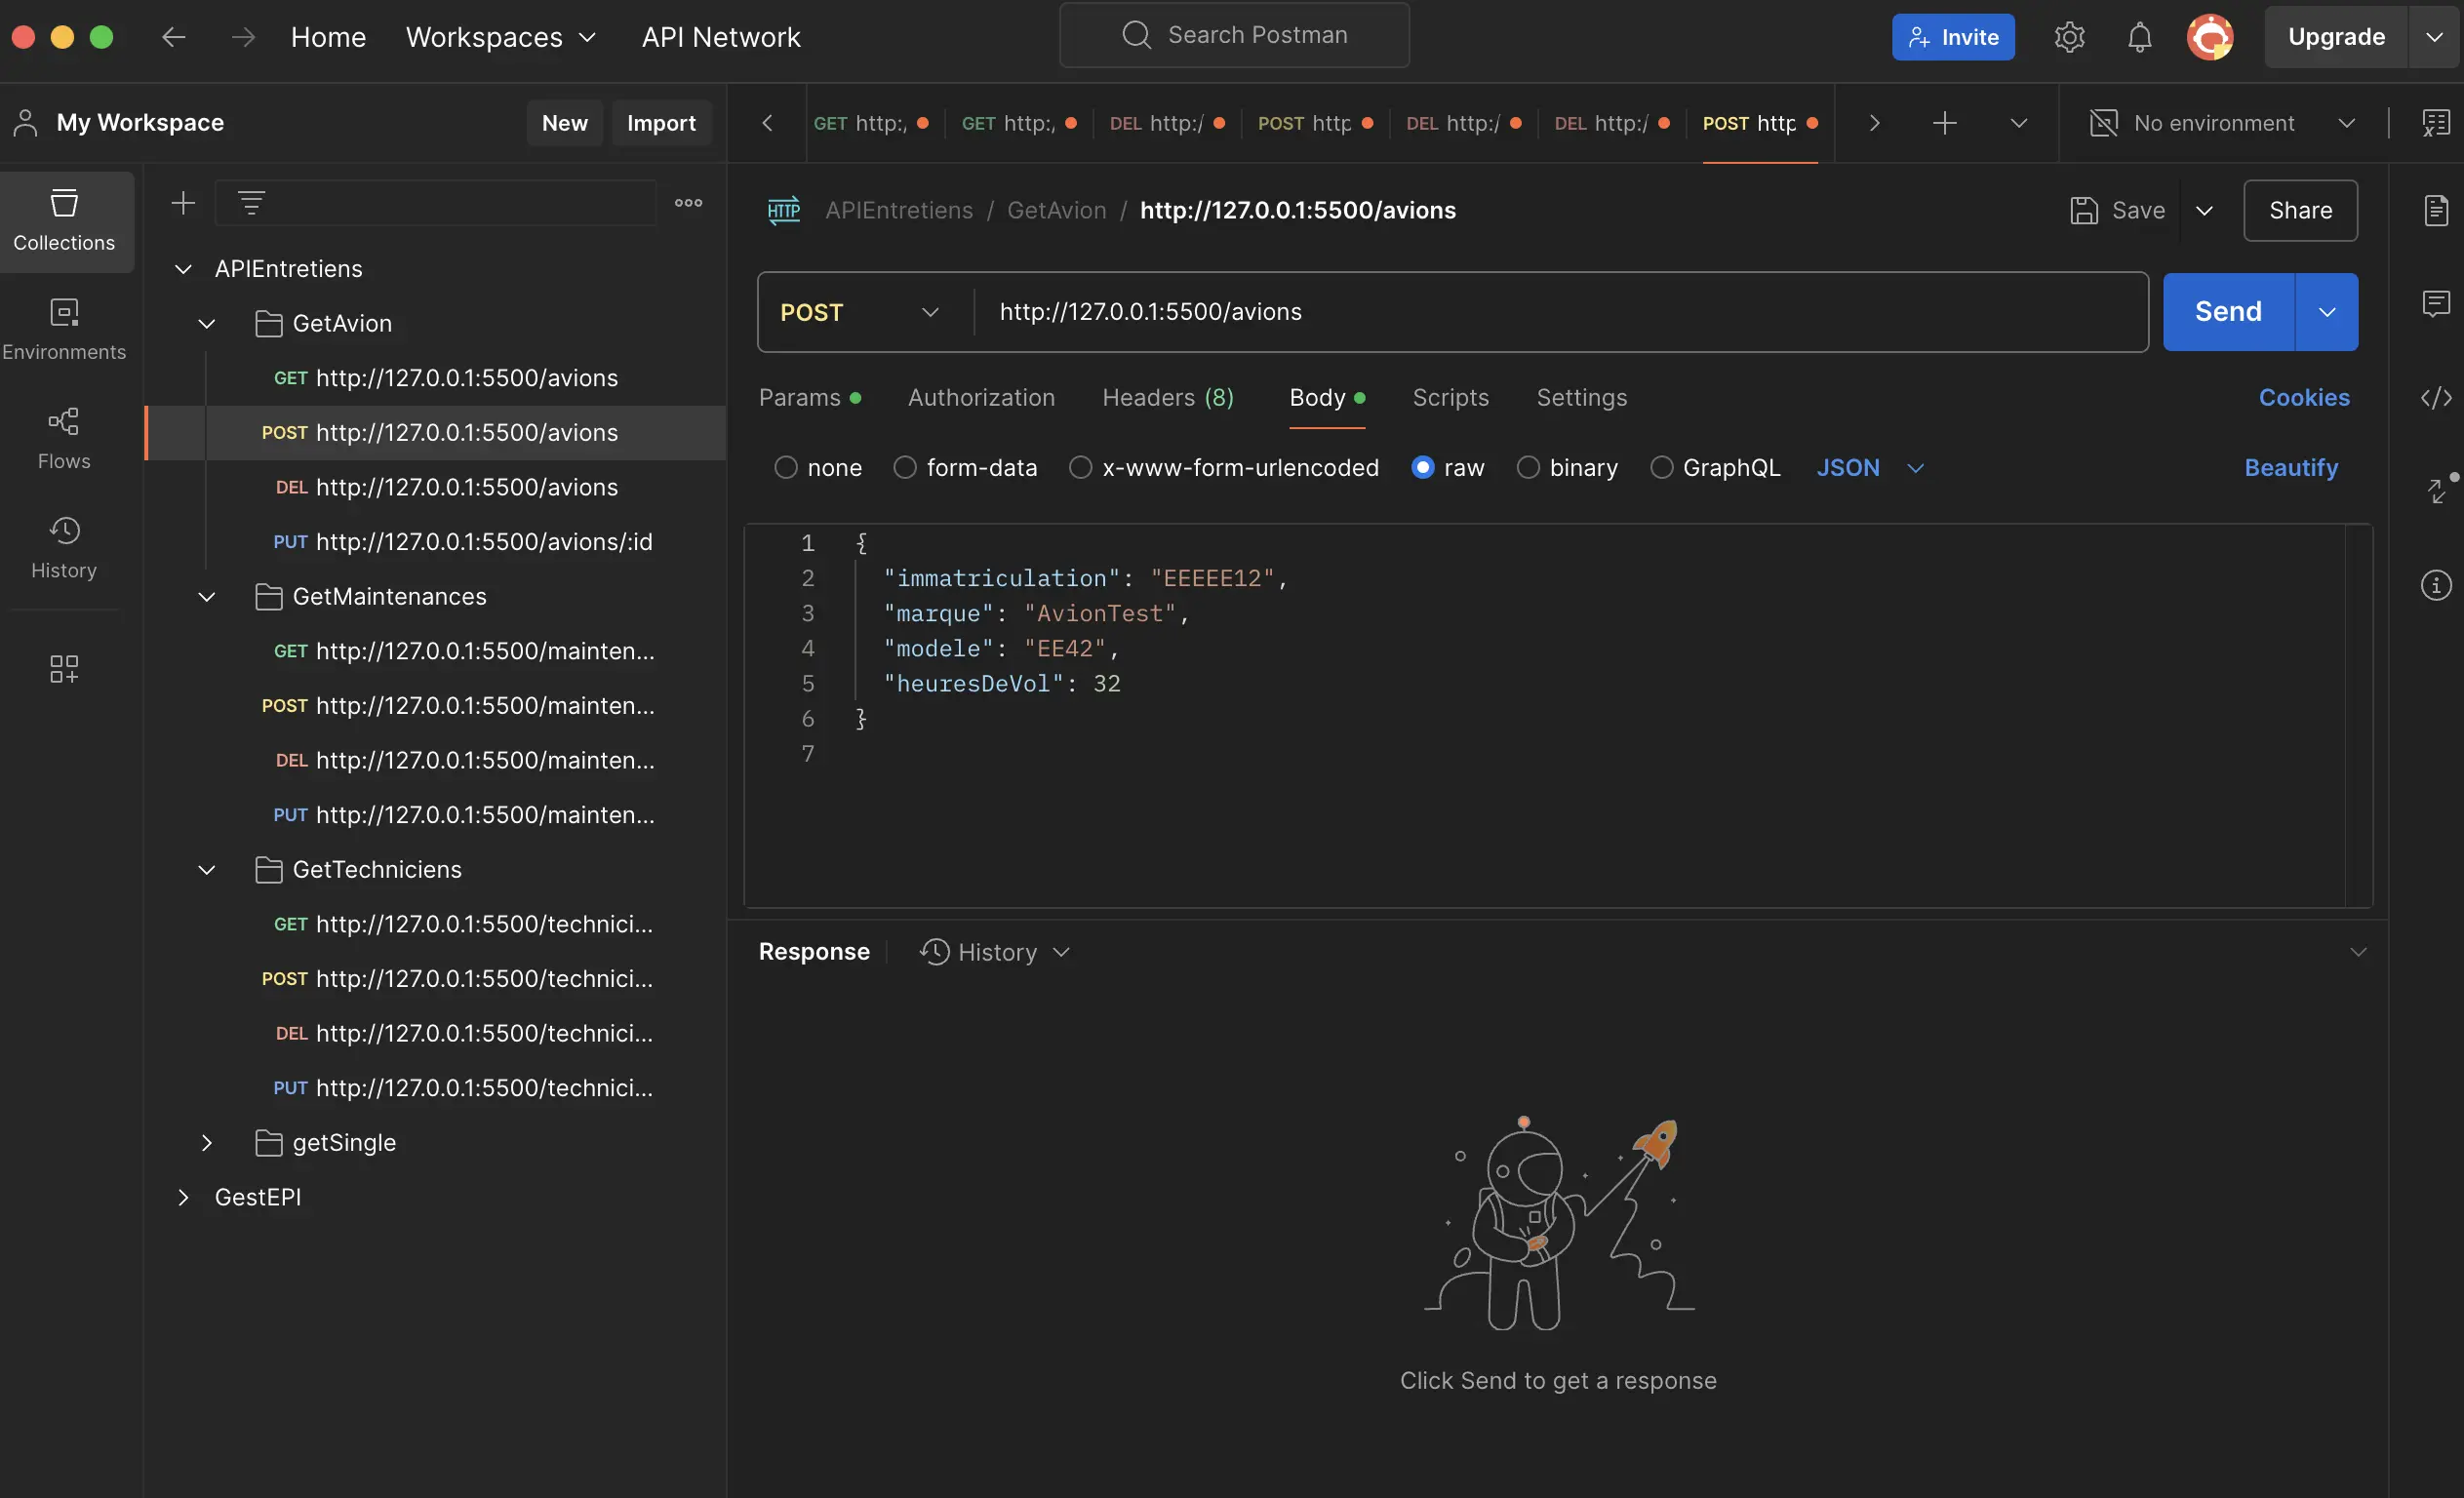 Home Workspaces API Network Search Postman Invite Upgrade
My Workspace New Import
GET http:/ GET http:/ DEL http:/ POST http DEL http:/ DEL http:/ POST http No environment
Collections
Environments
Flows
History
APIEntretiens
GetAvion
GET http://127.0.0.1:5500/avions
POST http://127.0.0.1:5500/avions
DEL http://127.0.0.1:5500/avions
PUT http://127.0.0.1:5500/avions/:id
GetMaintenances
GET http://127.0.0.1:5500/mainten...
POST http://127.0.0.1:5500/mainten...
DEL http://127.0.0.1:5500/mainten...
PUT http://127.0.0.1:5500/mainten...
GetTechniciens
GET http://127.0.0.1:5500/technici...
POST http://127.0.0.1:5500/technici...
DEL http://127.0.0.1:5500/technici...
PUT http://127.0.0.1:5500/technici...
getSingle
GestEPI
HTTP APIEntretiens / GetAvion / http://127.0.0.1:5500/avions Save Share
POST http://127.0.0.1:5500/avions Send
Params Authorization Headers (8) Body Scripts Settings Cookies
none form-data x-www-form-urlencoded raw binary GraphQL JSON Beautify
1 {
2 "immatriculation": "EEEEE12",
3 "marque": "AvionTest",
4 "modele": "EE42",
5 "heuresDeVol": 32
6 }
7
Response History
Click Send to get a response